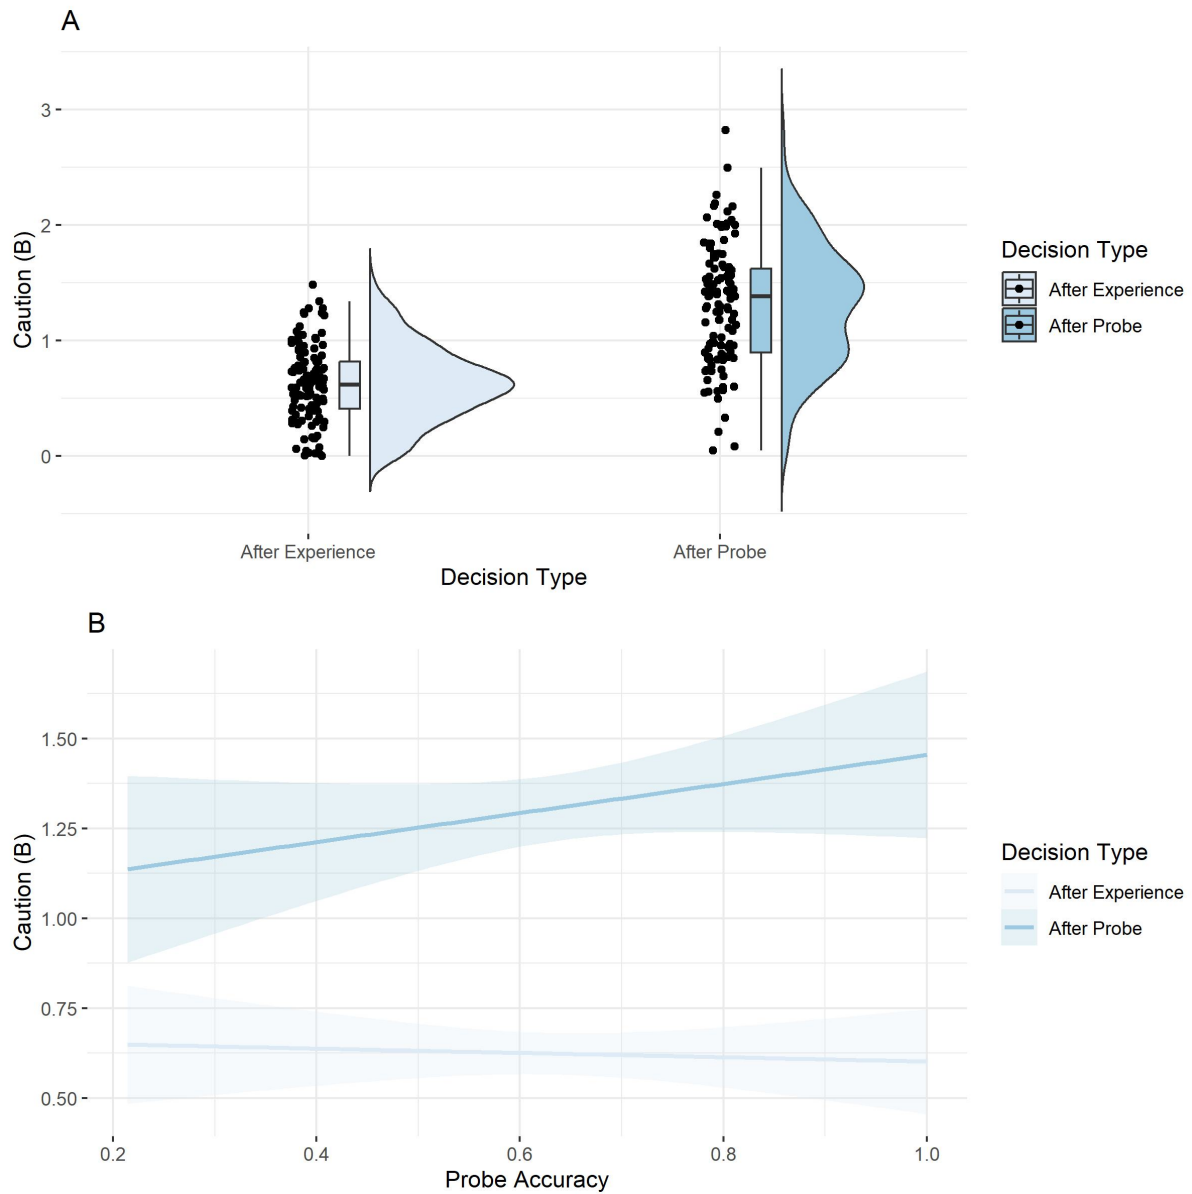 A
3
2
1
0
Caution (B)
After Experience
After Probe
Decision Type
Decision Type
After Experience
After Probe
B
1.50
1.25
1.00
0.75
0.50
Caution (B)
0.2
0.4
0.6
0.8
1.0
Probe Accuracy
Decision Type
After Experience
After Probe